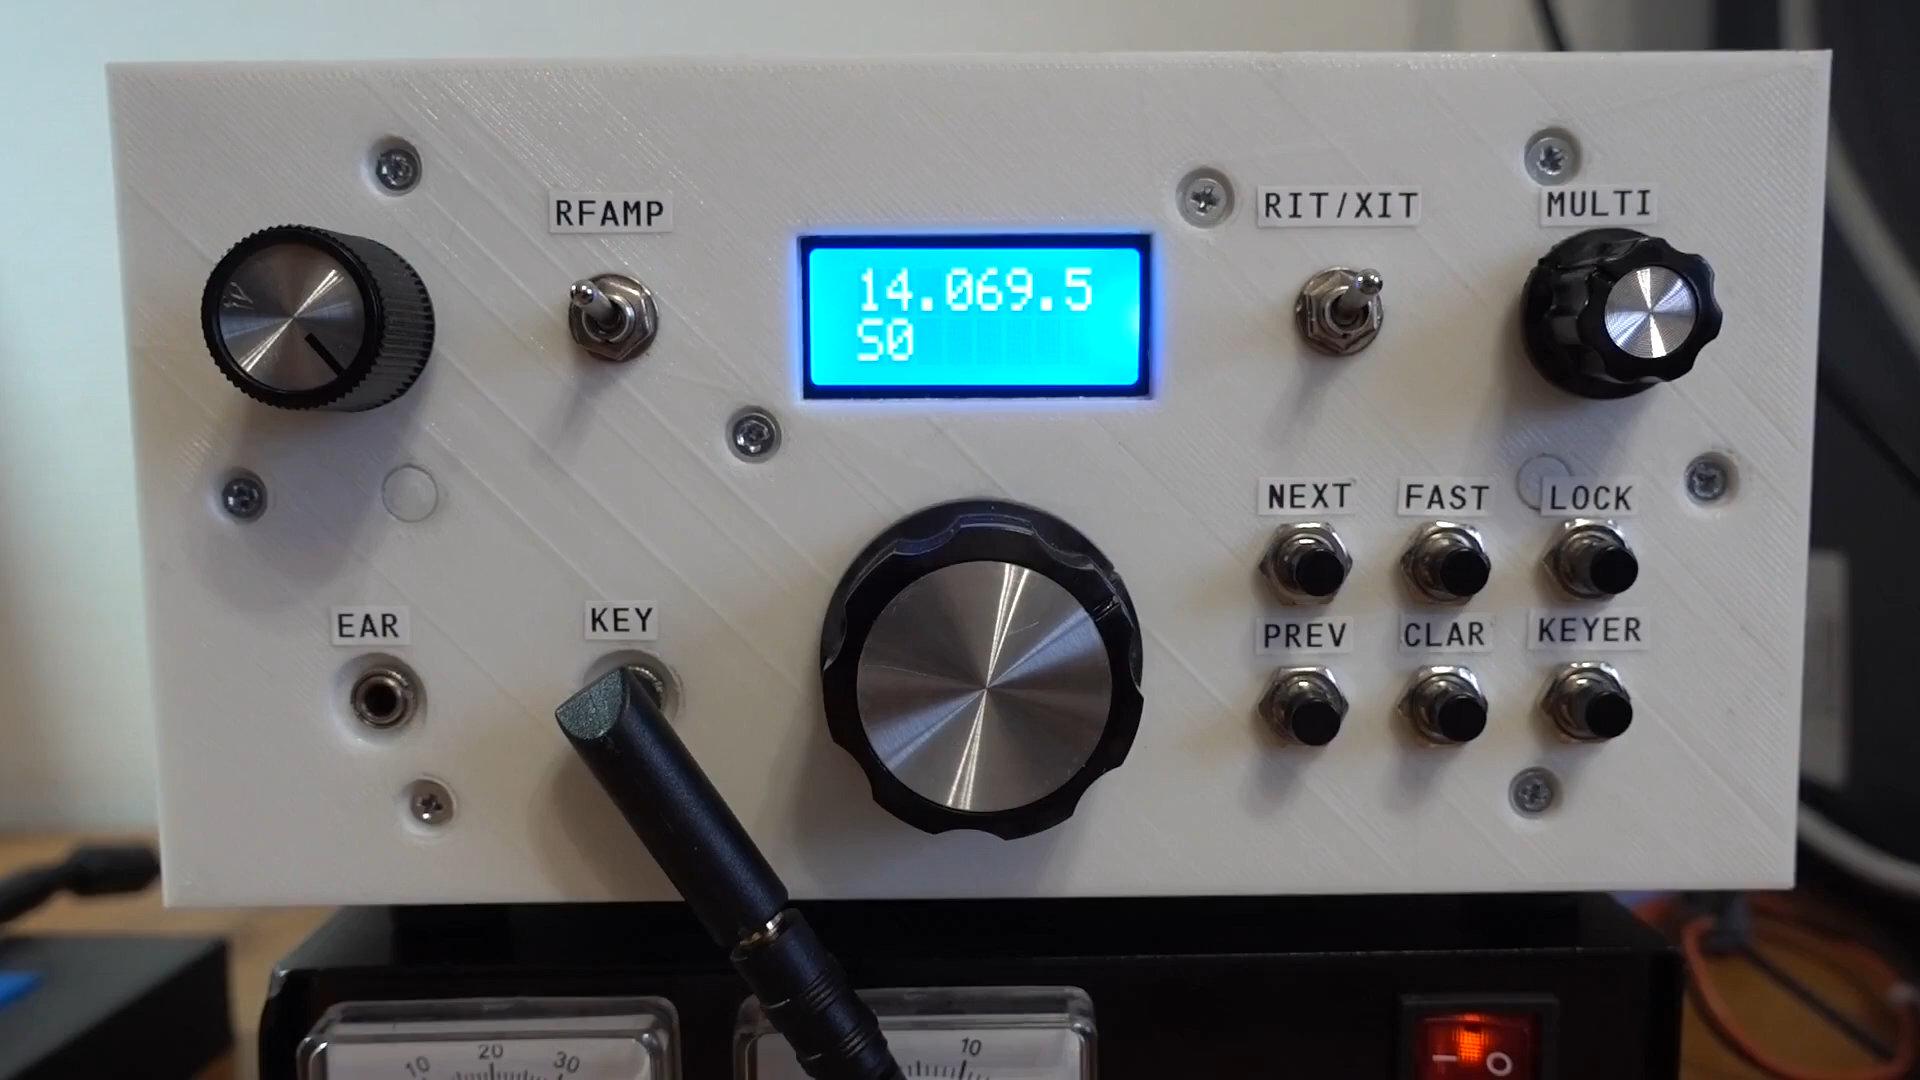 RFAMP
RIT/XIT
MULTI
14.069.5
S0
NEXT
FAST
LOCK
EAR
KEY
PREV
CLAR
KEYER
10
20
30
10